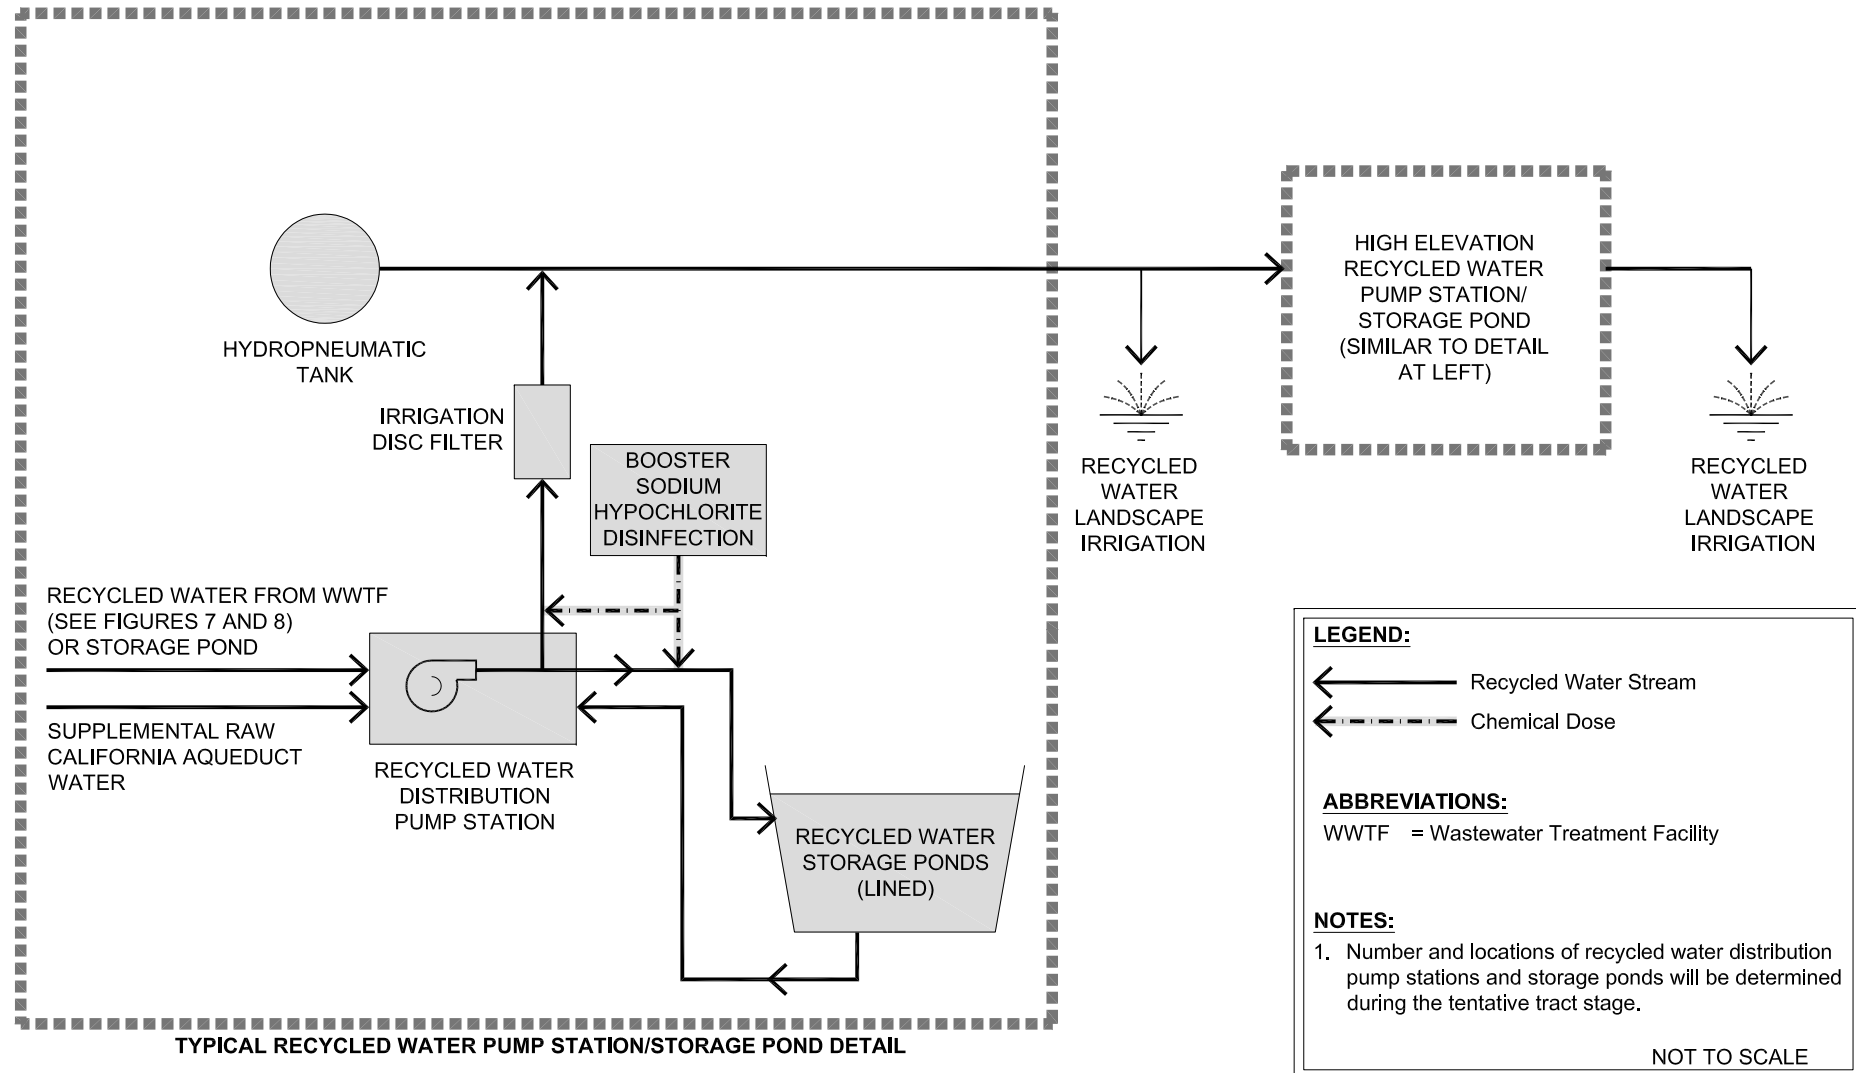 HYDROPNEUMATIC
TANK
IRRIGATION
DISC FILTER
BOOSTER
SODIUM
HYPOCHLORITE
DISINFECTION
RECYCLED WATER FROM WWTF
(SEE FIGURES 7 AND 8)
OR STORAGE POND
SUPPLEMENTAL RAW
CALIFORNIA AQUEDUCT
WATER
RECYCLED WATER
DISTRIBUTION
PUMP STATION
RECYCLED WATER
STORAGE PONDS
(LINED)
TYPICAL RECYCLED WATER PUMP STATION/STORAGE POND DETAIL
RECYCLED
WATER
LANDSCAPE
IRRIGATION
HIGH ELEVATION
RECYCLED WATER
PUMP STATION/
STORAGE POND
(SIMILAR TO DETAIL
AT LEFT)
RECYCLED
WATER
LANDSCAPE
IRRIGATION
LEGEND:
Recycled Water Stream
Chemical Dose
ABBREVIATIONS:
WWTF = Wastewater Treatment Facility
NOTES:
1. Number and locations of recycled water distribution
pump stations and storage ponds will be determined
during the tentative tract stage.
NOT TO SCALE